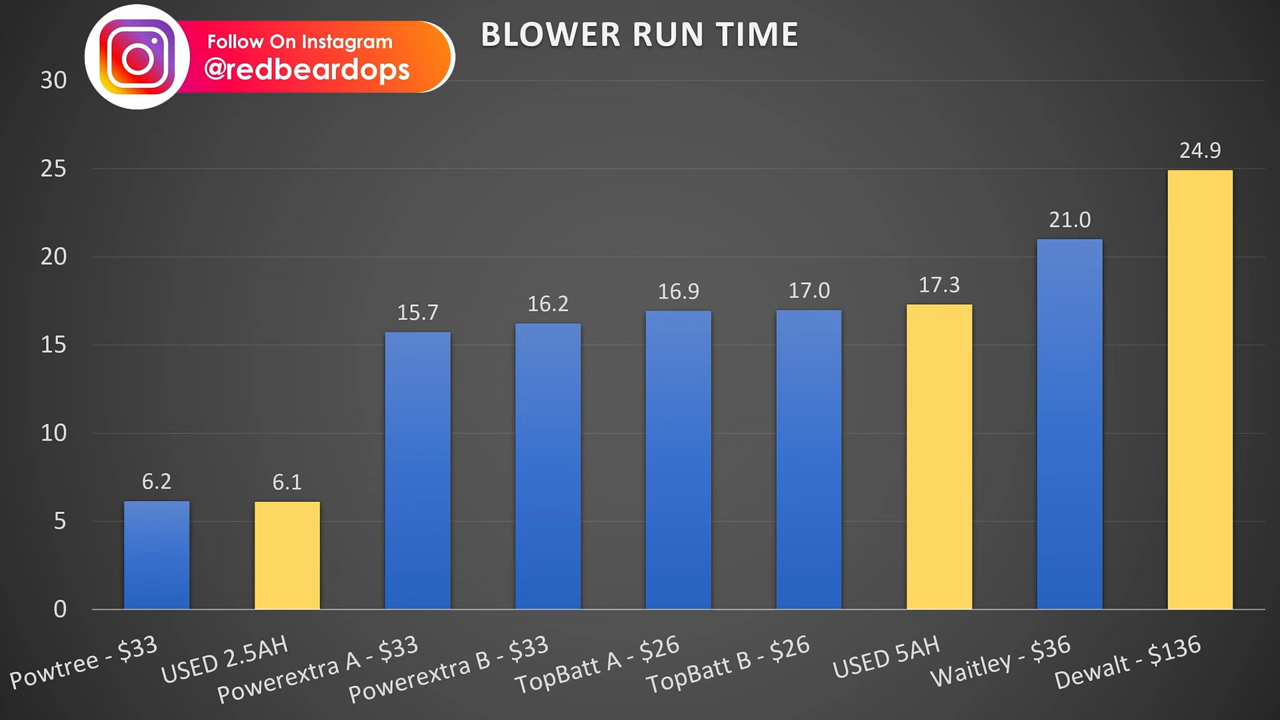 Follow On Instagram
@redbeardops
BLOWER RUN TIME
30
25
20
15
10
5
0
6.2
6.1
15.7
16.2
16.9
17.0
17.3
21.0
24.9
Powtree - $33
USED 2.5AH
Powerextra A - $33
Powerextra B - $33
TopBatt A - $26
TopBatt B - $26
USED 5AH
Waitley - $36
Dewalt - $136